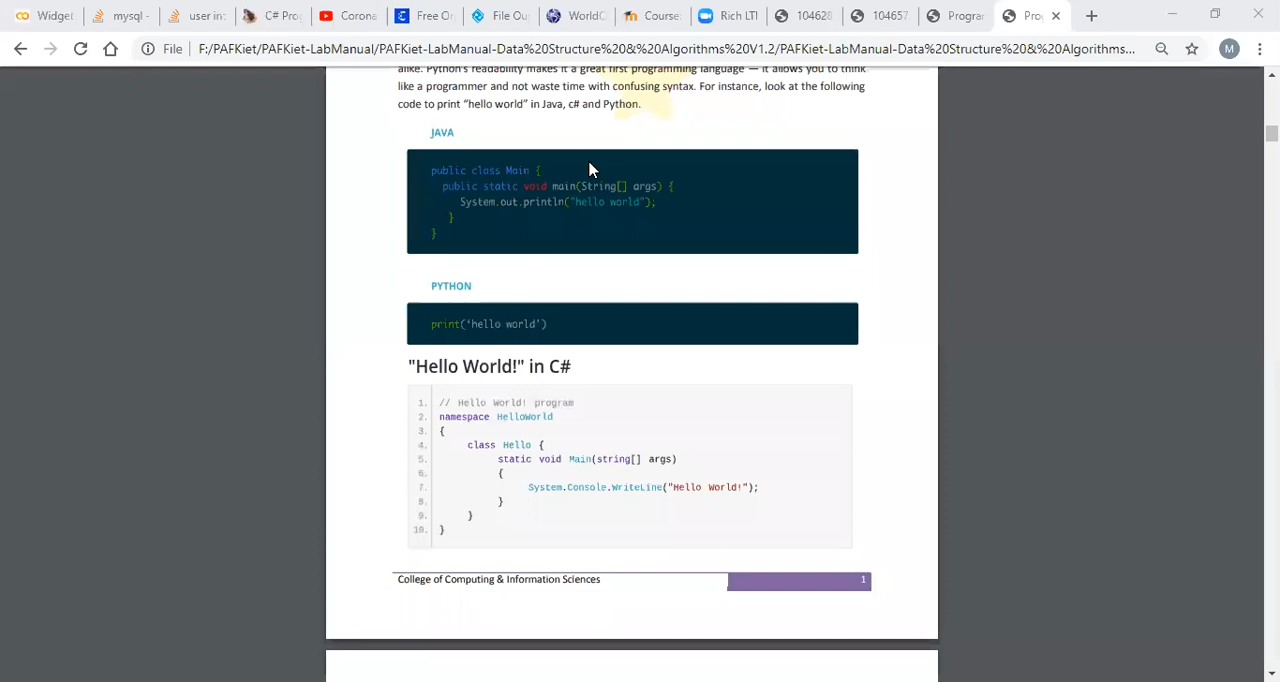 Widget
mysql -
user in
C# Pro
Corona
Free O
File Ou
World
Course
Rich LT
104628
104657
Progra
Pro
File
F:/PAFKiet/PAFKiet-LabManual/PAFKiet-LabManual-Data%20Structure%20&%20Algorithms%20V1.2/PAFKiet-LabManual-Data%20Structure%20&%20Algorithms...
M
alike. Python's readability makes it a great first programming language — it allows you to think
like a programmer and not waste time with confusing syntax. For instance, look at the following
code to print "hello world" in Java, c# and Python.
JAVA
public class Main {
public static void main(String[] args) {
System.out.println("hello world");
}
}
PYTHON
print('hello world')
"Hello World!" in C#
1. // Hello World! program
2. namespace HelloWorld
3. {
4. class Hello {
5. static void Main(string[] args)
6. {
7. System.Console.WriteLine("Hello World!");
8. }
9. }
10. }
College of Computing & Information Sciences 1